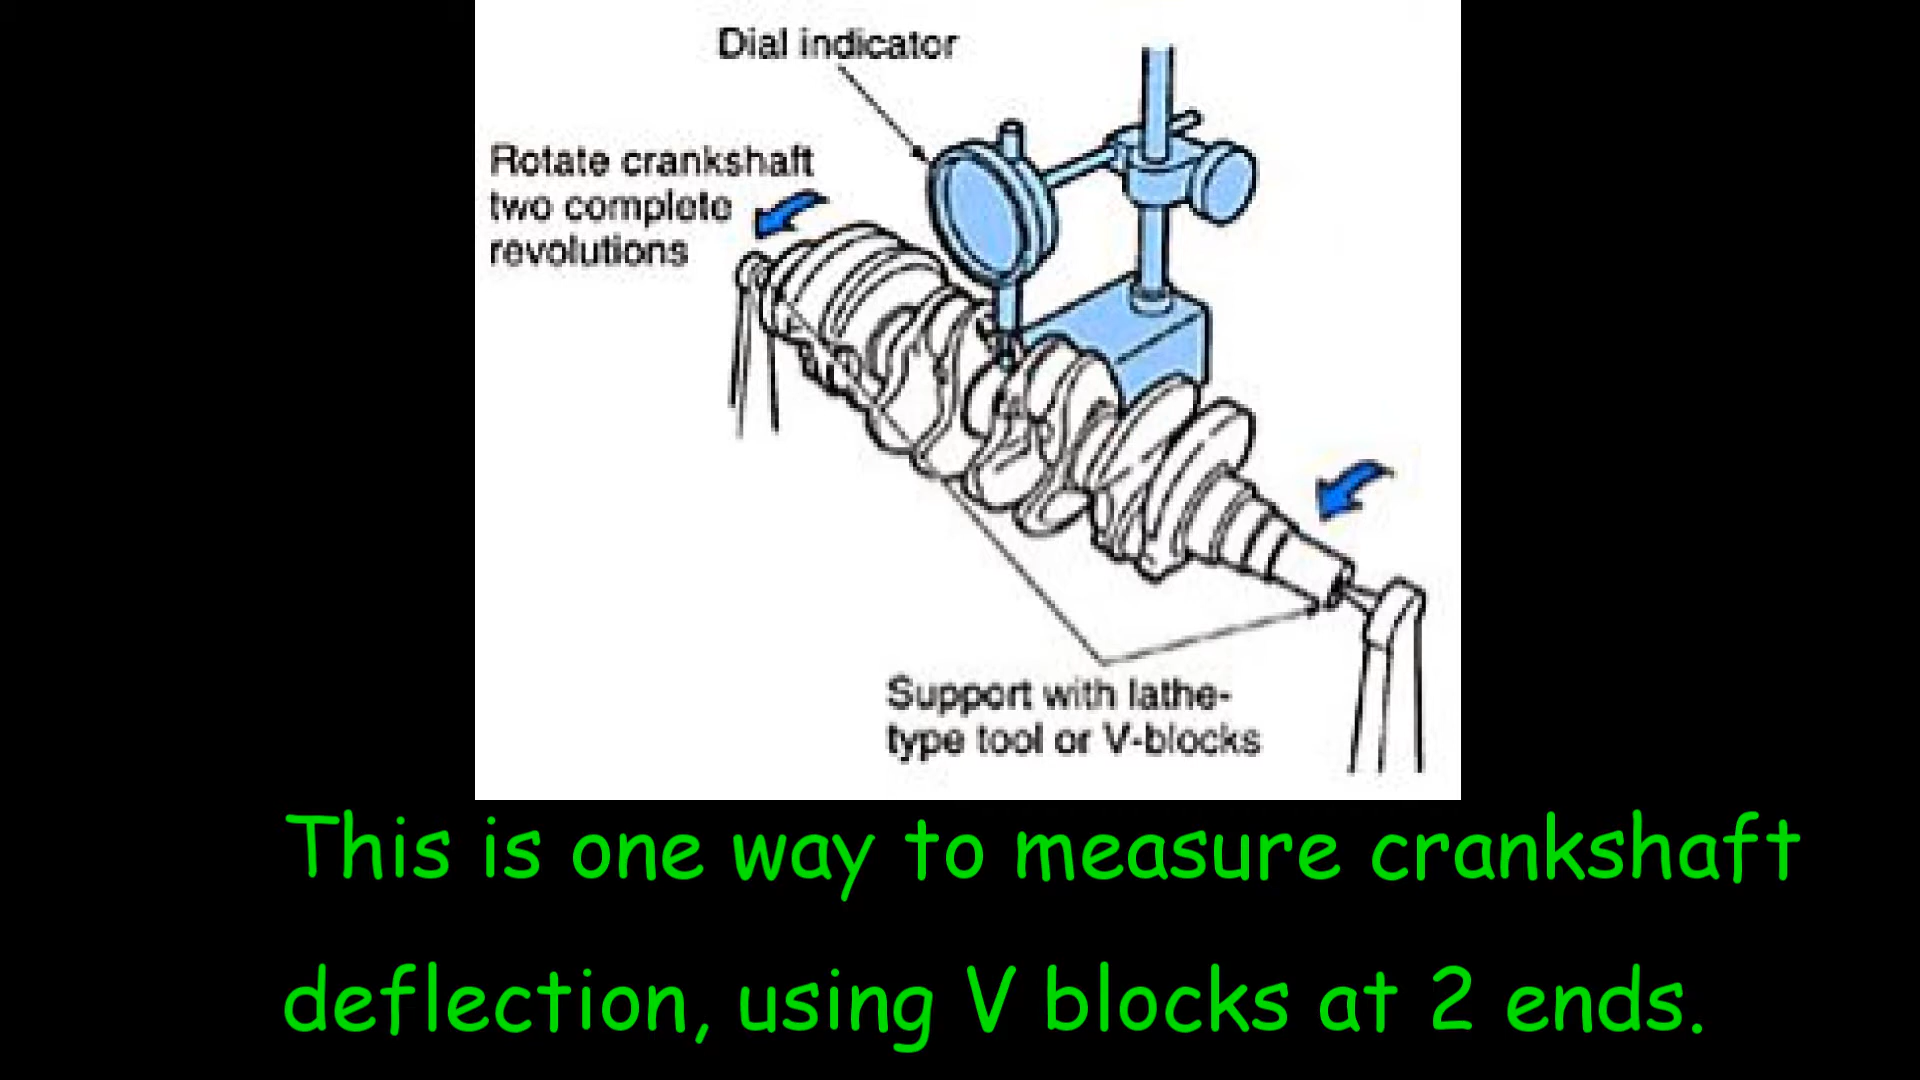 Dial indicator
Rotate crankshaft
two complete
revolutions
Support with lathe-
type tool or V-blocks
This is one way to measure crankshaft
deflection, using V blocks at 2 ends.